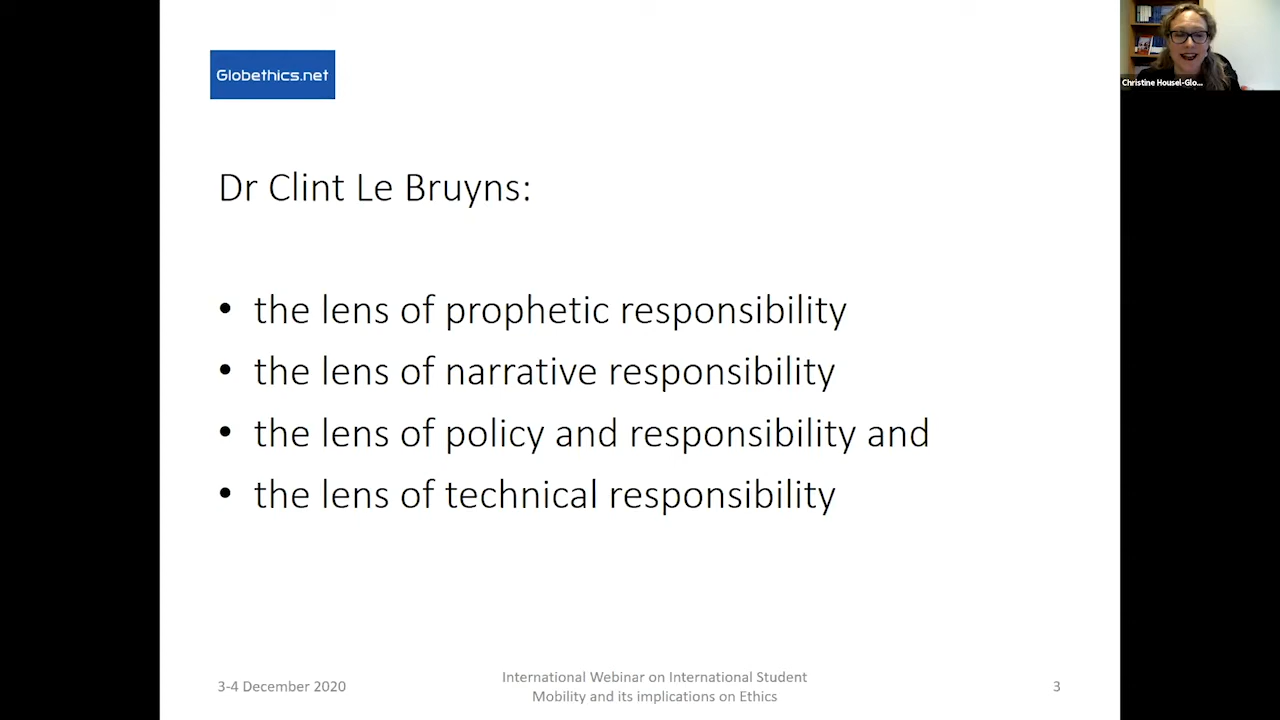 Globethics.net
Christine Housel-Glo...
Dr Clint Le Bruyns:
• the lens of prophetic responsibility
• the lens of narrative responsibility
• the lens of policy and responsibility and
• the lens of technical responsibility
3-4 December 2020
International Webinar on International Student
Mobility and its implications on Ethics
3